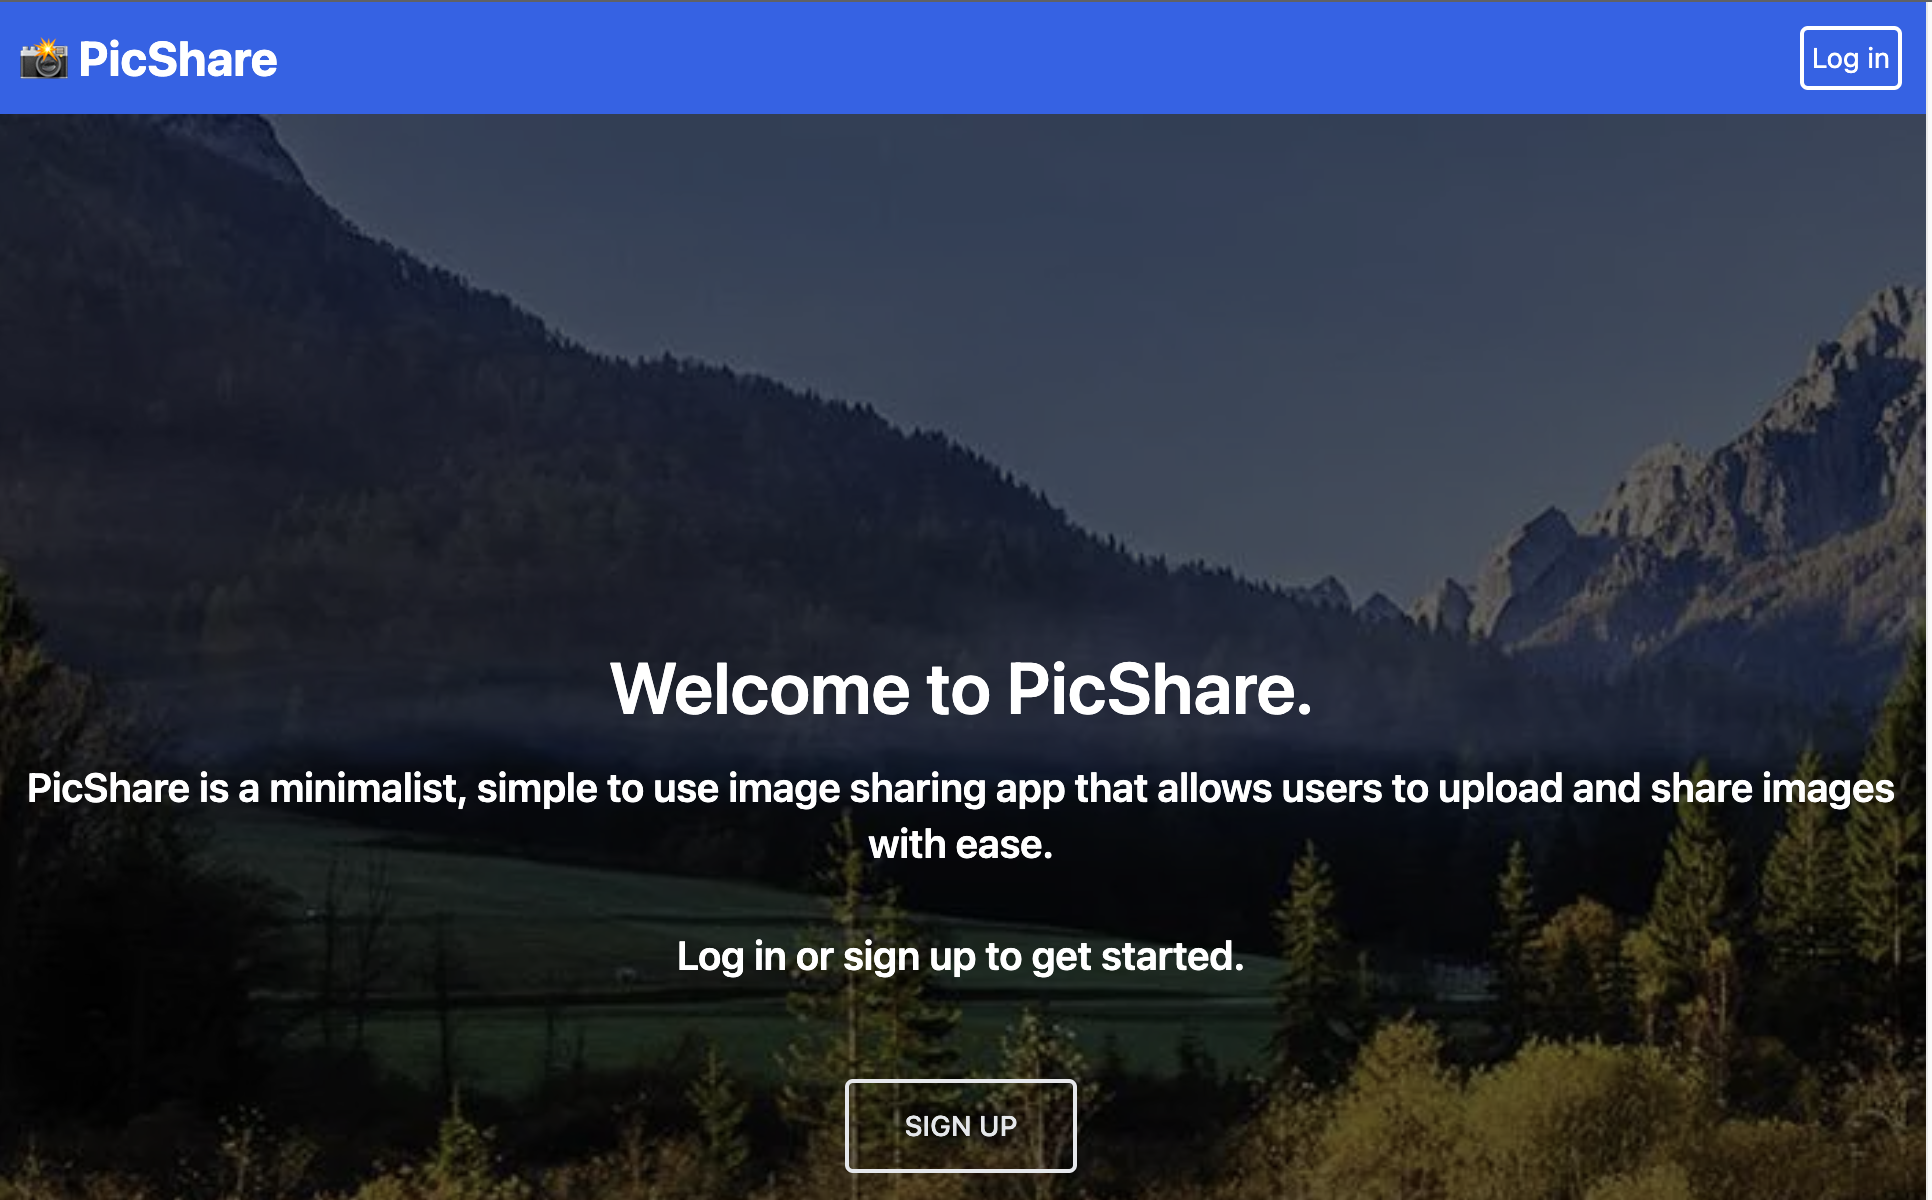 📸 PicShare
Log in
Welcome to PicShare.
PicShare is a minimalist, simple to use image sharing app that allows users to upload and share images
with ease.
Log in or sign up to get started.
SIGN UP